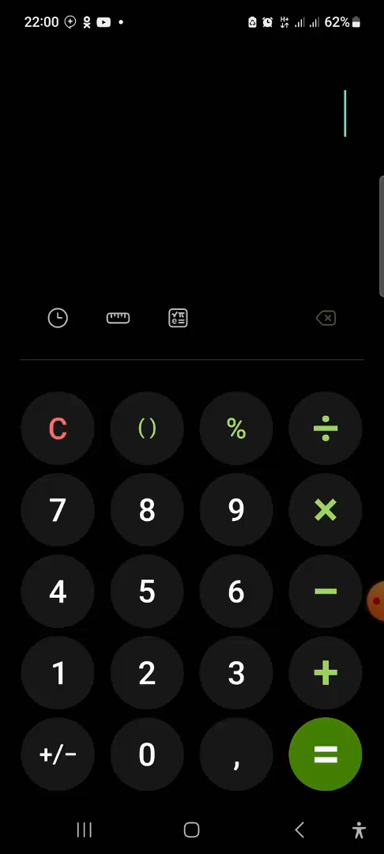 22:00 62%
C () % ÷
7 8 9 ×
4 5 6 −
1 2 3 +
+/− 0 , =